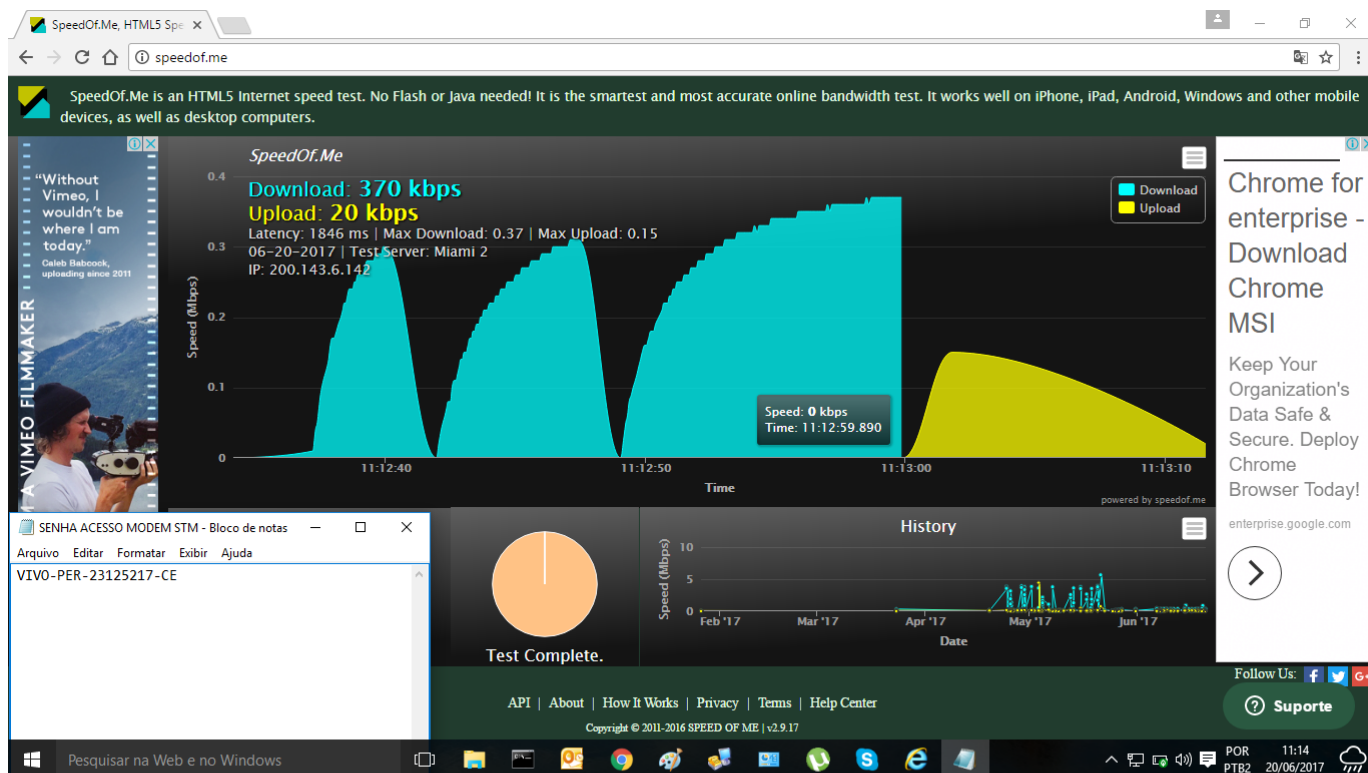 SpeedOf.Me, HTML5 Spe
speedof.me
SpeedOf.Me is an HTML5 Internet speed test. No Flash or Java needed! It is the smartest and most accurate online bandwidth test. It works well on iPhone, iPad, Android, Windows and other mobile
devices, as well as desktop computers.
“Without
Vimeo, I
wouldn’t be
where I am
today.”
Caleb Babcock,
uploading since 2011
M A VIMEO FILMMAKER
SpeedOf.Me
Download: 370 kbps
Upload: 20 kbps
Latency: 1846 ms | Max Download: 0.37 | Max Upload: 0.15
06-20-2017 | Test Server: Miami 2
IP: 200.143.6.142
Download
Upload
Speed (Mbps)
0.4
0.3
0.2
0.1
0
Speed: 0 kbps
Time: 11:12:59.890
11:12:40
11:12:50
11:13:00
11:13:10
Time
powered by speedof.me
Chrome for
enterprise -
Download
Chrome
MSI
Keep Your
Organization's
Data Safe &
Secure. Deploy
Chrome
Browser Today!
enterprise.google.com
SENHA ACESSO MODEM STM - Bloco de notas
Arquivo Editar Formatar Exibir Ajuda
VIVO-PER-23125217-CE
Test Complete.
History
Speed (Mbps)
10
5
0
Feb '17
Mar '17
Apr '17
May '17
Jun '17
Date
Follow Us:
API | About | How It Works | Privacy | Terms | Help Center
Copyright © 2011-2016 SPEED OF ME | v2.9.17
Suporte
Pesquisar na Web e no Windows
POR
PTB2
11:14
20/06/2017